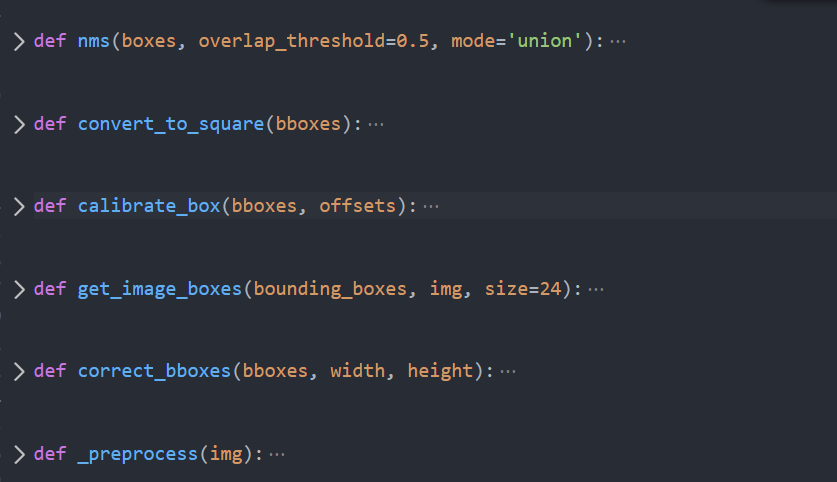 def nms(boxes, overlap_threshold=0.5, mode='union'):···
def convert_to_square(bboxes):···
def calibrate_box(bboxes, offsets):···
def get_image_boxes(bounding_boxes, img, size=24):···
def correct_bboxes(bboxes, width, height):···
def _preprocess(img):···